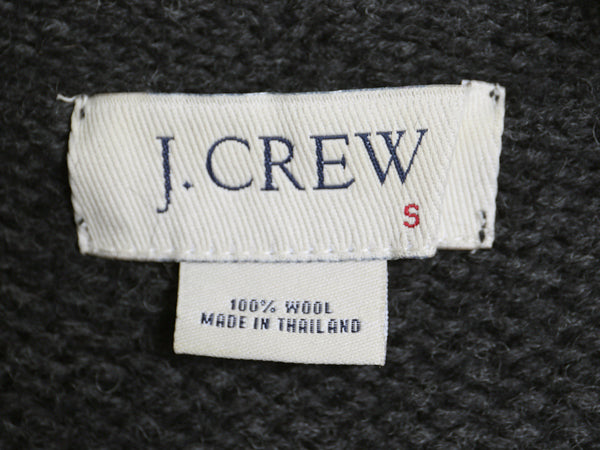 J.CREW
S
100% WOOL
MADE IN THAILAND